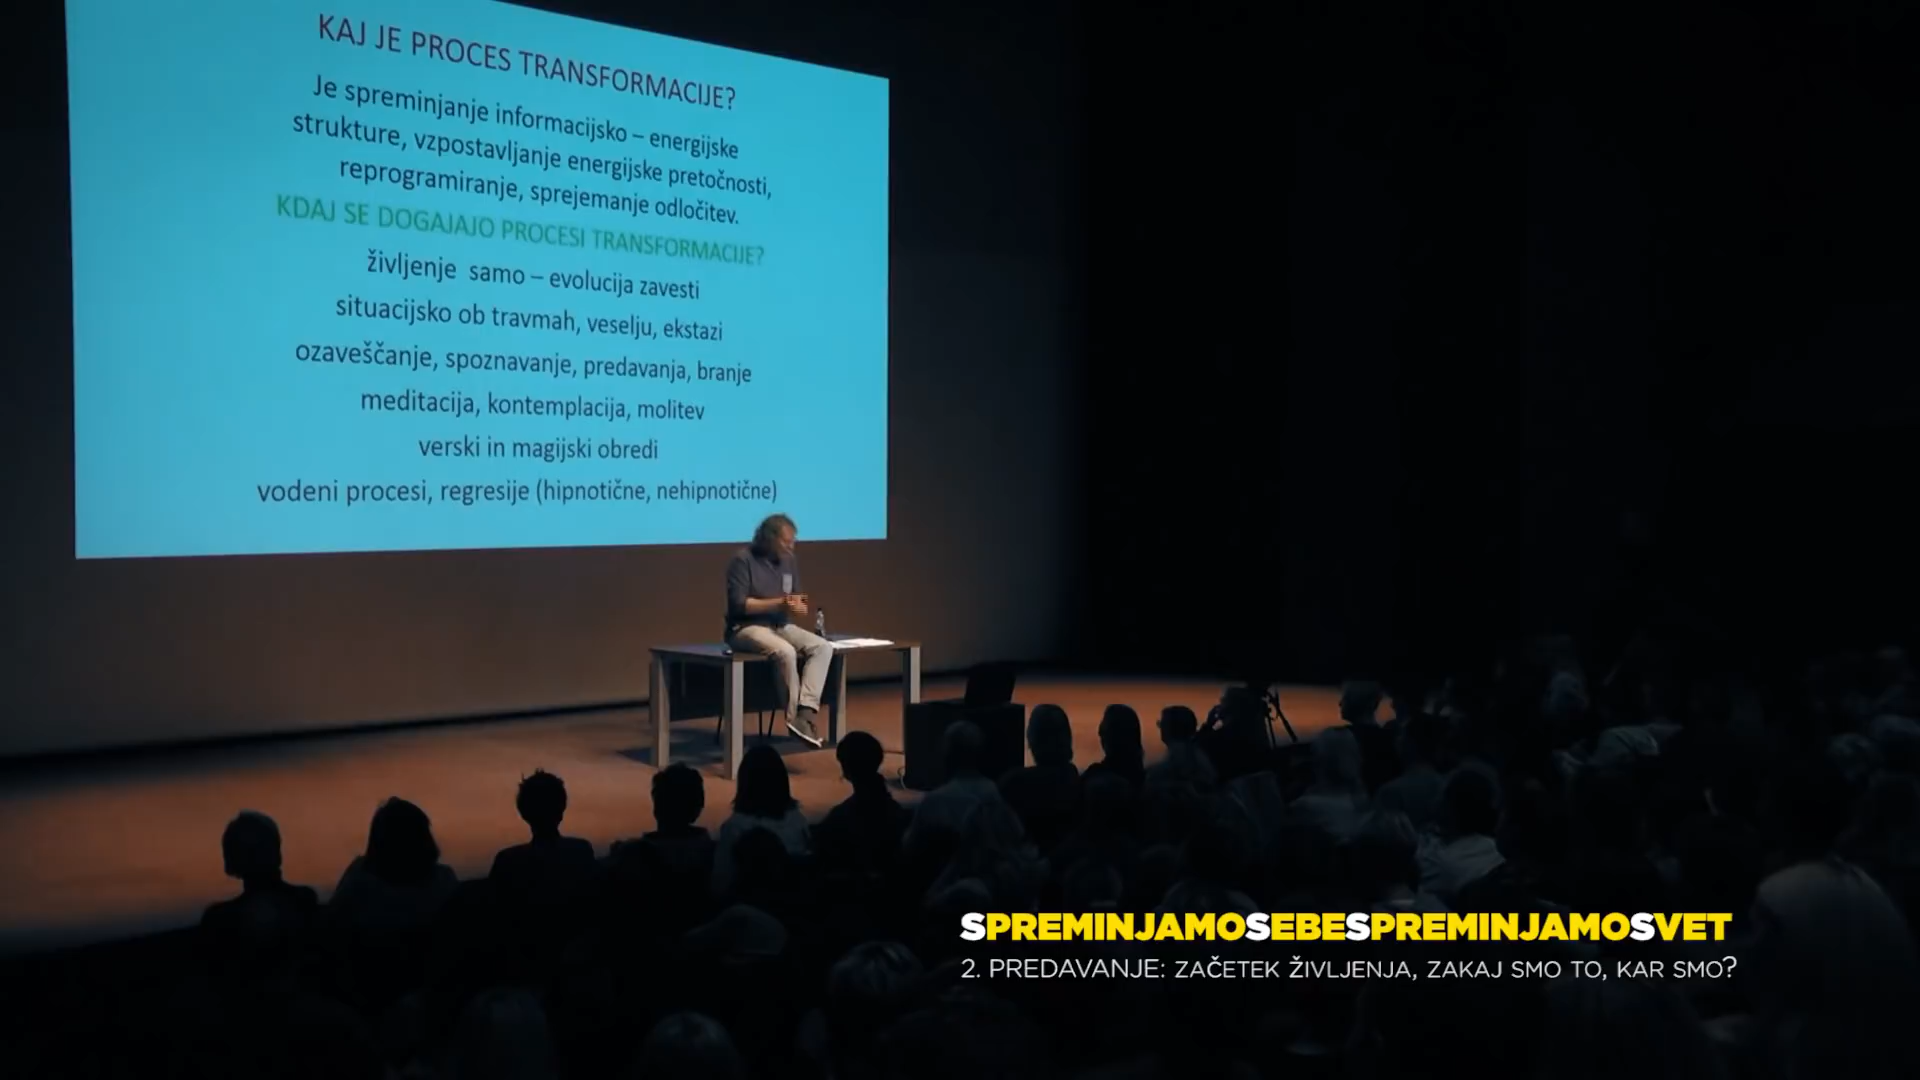 KAJ JE PROCES TRANSFORMACIJE?
Je spreminjanje informacijsko – energijske
strukture, vzpostavljanje energijske pretočnosti,
reprogramiranje, sprejemanje odločitev.
KDAJ SE DOGAJAJO PROCESI TRANSFORMACIJE?
življenje samo – evolucija zavesti
situacijsko ob travmah, veselju, ekstazi
ozaveščanje, spoznavanje, predavanja, branje
meditacija, kontemplacija, molitev
verski in magijski obredi
vodeni procesi, regresije (hipnotične, nehipnotične)
SPREMINJAMOSEBESPREMINJAMOSVET
2. PREDAVANJE: ZAČETEK ŽIVLJENJA, ZAKAJ SMO TO, KAR SMO?